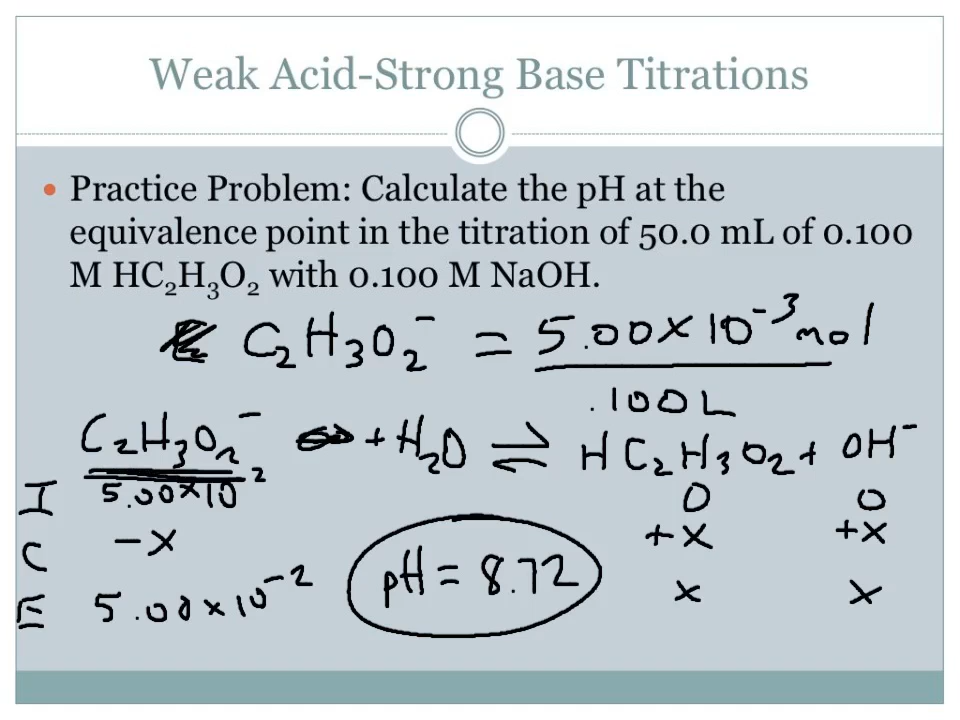 Weak Acid-Strong Base Titrations
• Practice Problem: Calculate the pH at the
equivalence point in the titration of 50.0 mL of 0.100
M HC₂H₃O₂ with 0.100 M NaOH.
C₂H₃O₂⁻ = 5.00 x 10⁻³ mol
.100 L
C₂H₃O₂⁻ + H₂O ⇌ HC₂H₃O₂ + OH⁻
I 5.00 x 10⁻² 0 0
C -x +x +x
E 5.00 x 10⁻² x x
pH = 8.72